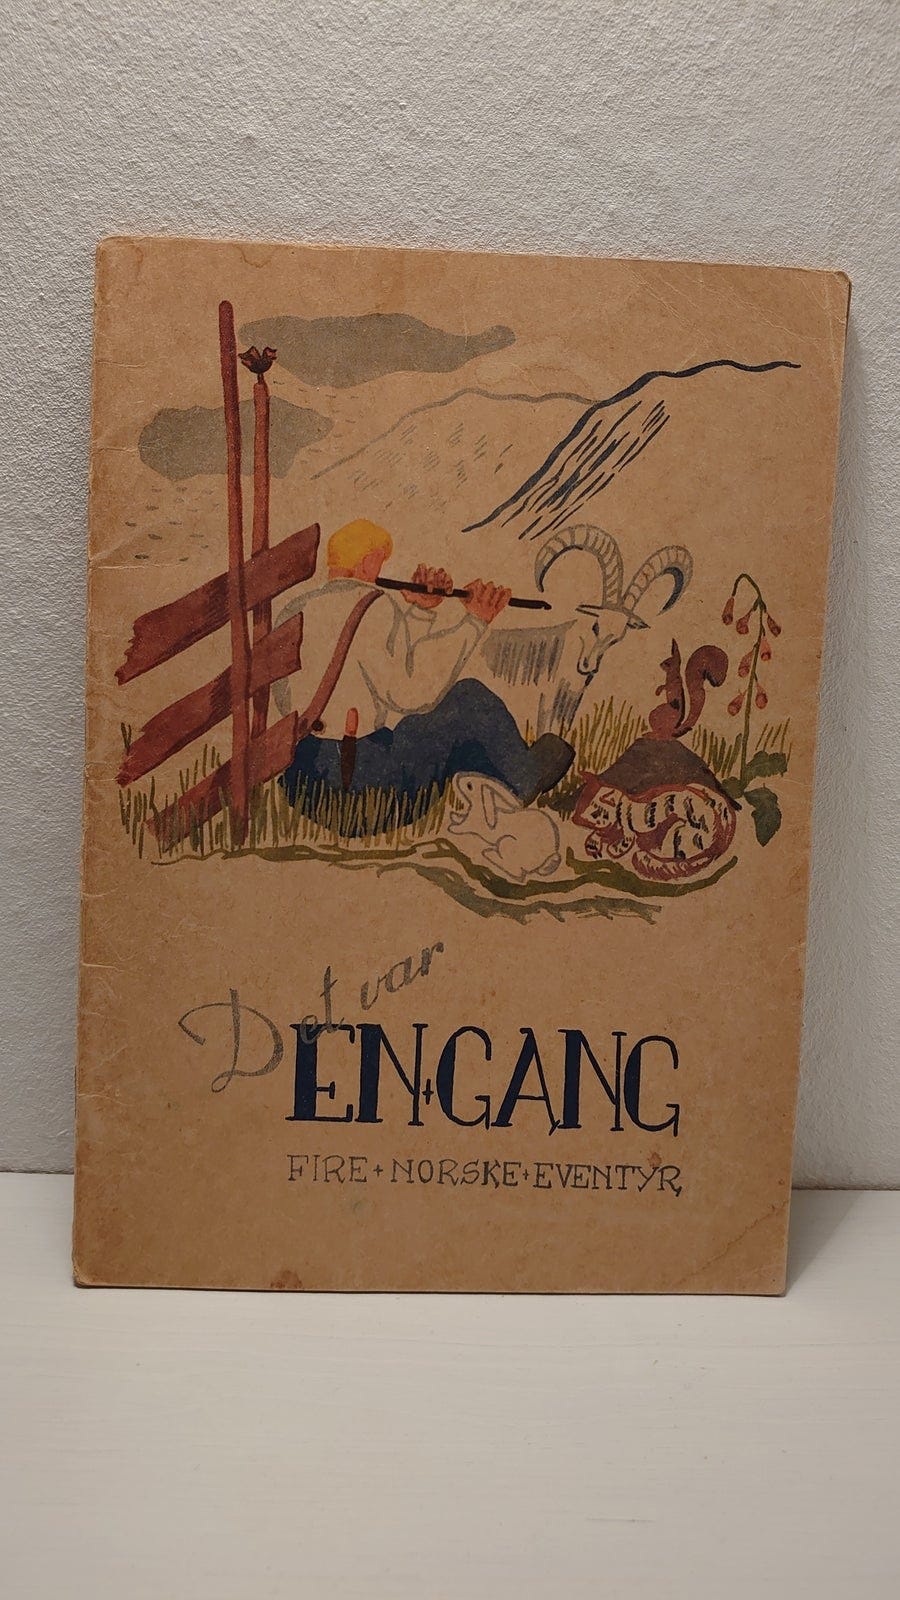 Det var
EN+GANG
FIRE+NORSKE+EVENTYR